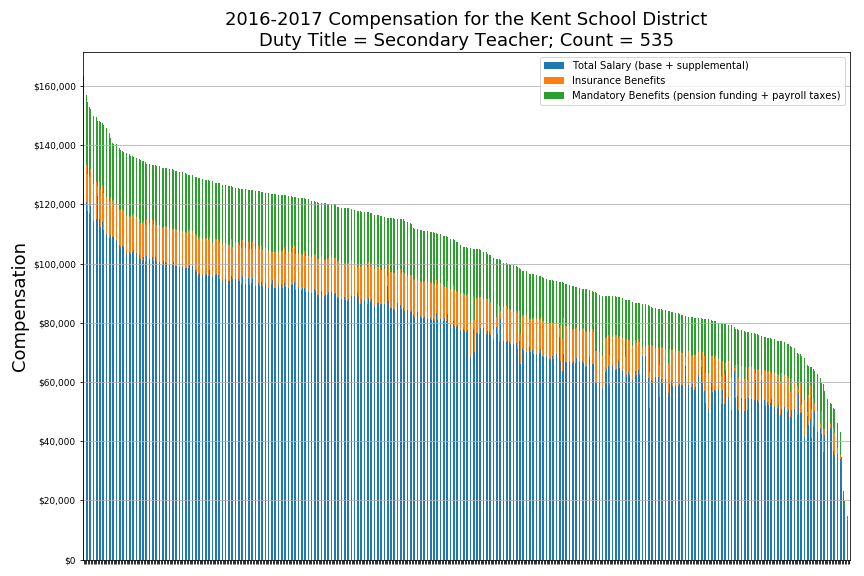 2016-2017 Compensation for the Kent School District
Duty Title = Secondary Teacher; Count = 535
Total Salary (base + supplemental)
Insurance Benefits
Mandatory Benefits (pension funding + payroll taxes)
Compensation
$160,000
$140,000
$120,000
$100,000
$80,000
$60,000
$40,000
$20,000
$0